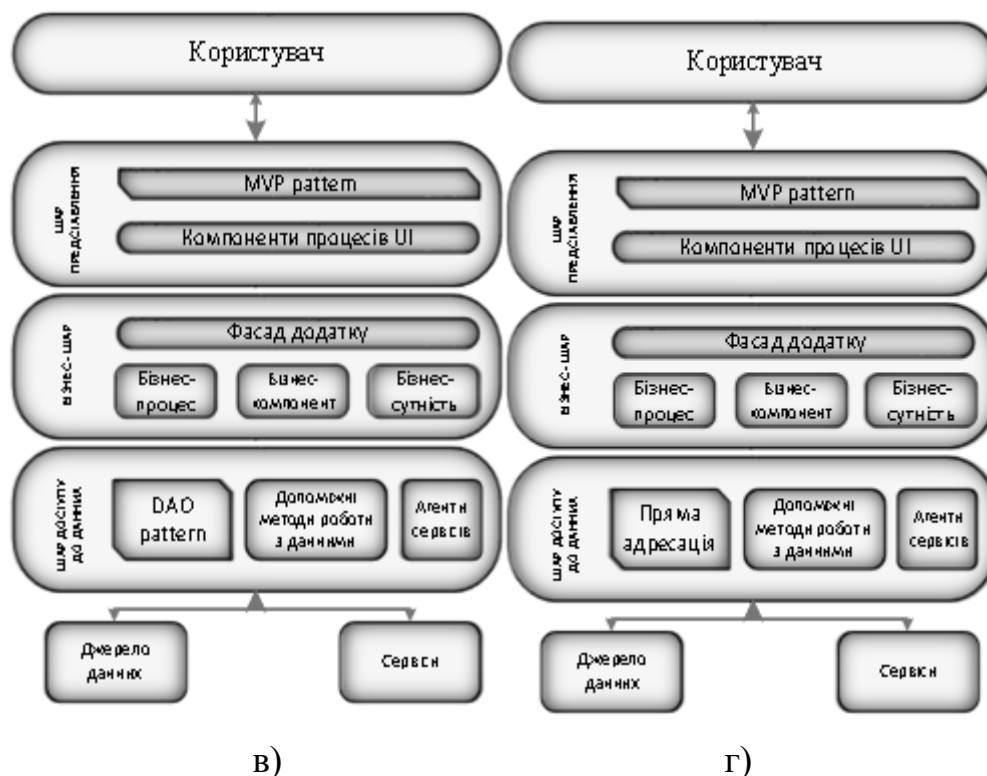 Користувач
ШАР
ПРЕДСТАВЛЕННЯ
MVP pattern
Компоненти процесів UI
БІЗНЕС-ШАР
Фасад додатку
Бізнес-
процес
Бізнес-
компонент
Бізнес-
сутність
ШАР ДОСТУПУ
ДО ДАННИХ
DAO
pattern
Допоміжні
методи роботи
з данними
Агенти
сервісів
Джерело
данних
Сервіси
в)
Користувач
ШАР
ПРЕДСТАВЛЕННЯ
MVP pattern
Компоненти процесів UI
БІЗНЕС-ШАР
Фасад додатку
Бізнес-
процес
Бізнес-
компонент
Бізнес-
сутність
ШАР ДОСТУПУ
ДО ДАННИХ
Пряма
адресація
Допоміжні
методи роботи
з данними
Агенти
сервісів
Джерело
данних
Сервіси
г)